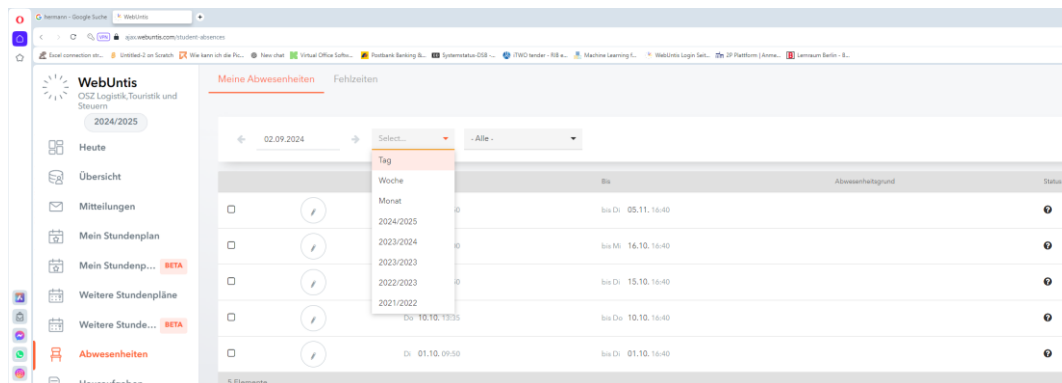 hermann - Google Suche
WebUntis
VPN
ajax.webuntis.com/student-absences
Excel connection str...
Untitled-2 on Scratch
Wie kann ich die Pic...
New chat
Virtual Office Softw...
Postbank Banking B...
Systemstatus-DSB -...
iTWO tender - RIB e...
Machine Learning f...
WebUntis Login Seit...
2P Plattform (Anme...
Lernraum Berlin - B...
WebUntis
OSZ Logistik,Touristik und
Steuern
2024/2025
Heute
Übersicht
Mitteilungen
Mein Stundenplan
Mein Stundenp... BETA
Weitere Stundenpläne
Weitere Stunde... BETA
Abwesenheiten
Meine Abwesenheiten
Fehlzeiten
02.09.2024
Select...
- Alle -
Tag
Woche
Monat
2024/2025
2023/2024
2023/2023
2022/2023
2021/2022
Bis
Abwesenheitsgrund
Status
bis Di 05.11. 16:40
bis Mi 16.10. 16:40
bis Di 15.10. 16:40
Do 10.10. 13:35
bis Do 10.10. 16:40
Di 01.10. 09:50
bis Di 01.10. 16:40
5 Elemente